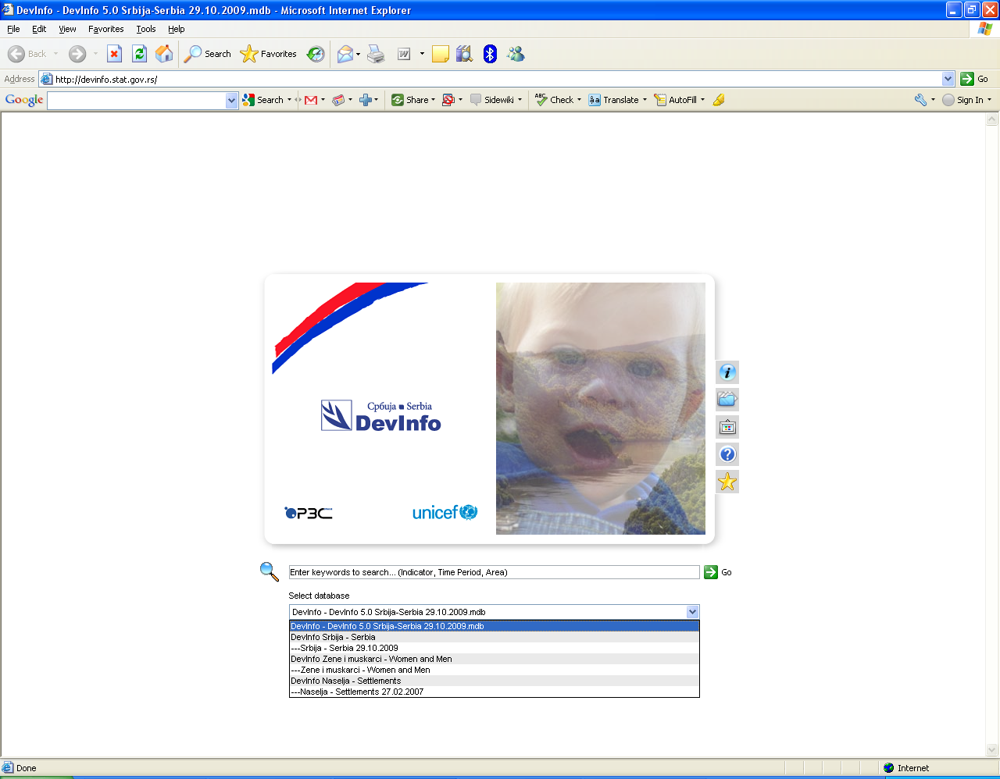 DevInfo - DevInfo 5.0 Srbija-Serbia 29.10.2009.mdb - Microsoft Internet Explorer
File Edit View Favorites Tools Help
Back Search Favorites
Address http://devinfo.stat.gov.rs/ Go
Google Search Share Sidewiki Check Translate AutoFill Sign In
Србија Serbia
DevInfo
РЗС
unicef
Enter keywords to search... (Indicator, Time Period, Area) Go
Select database
DevInfo - DevInfo 5.0 Srbija-Serbia 29.10.2009.mdb
DevInfo - DevInfo 5.0 Srbija-Serbia 29.10.2009.mdb
DevInfo Srbija - Serbia
---Srbija - Serbia 29.10.2009
DevInfo Zene i muskarci - Women and Men
---Zene i muskarci - Women and Men
DevInfo Naselja - Settlements
---Naselja - Settlements 27.02.2007
Done Internet